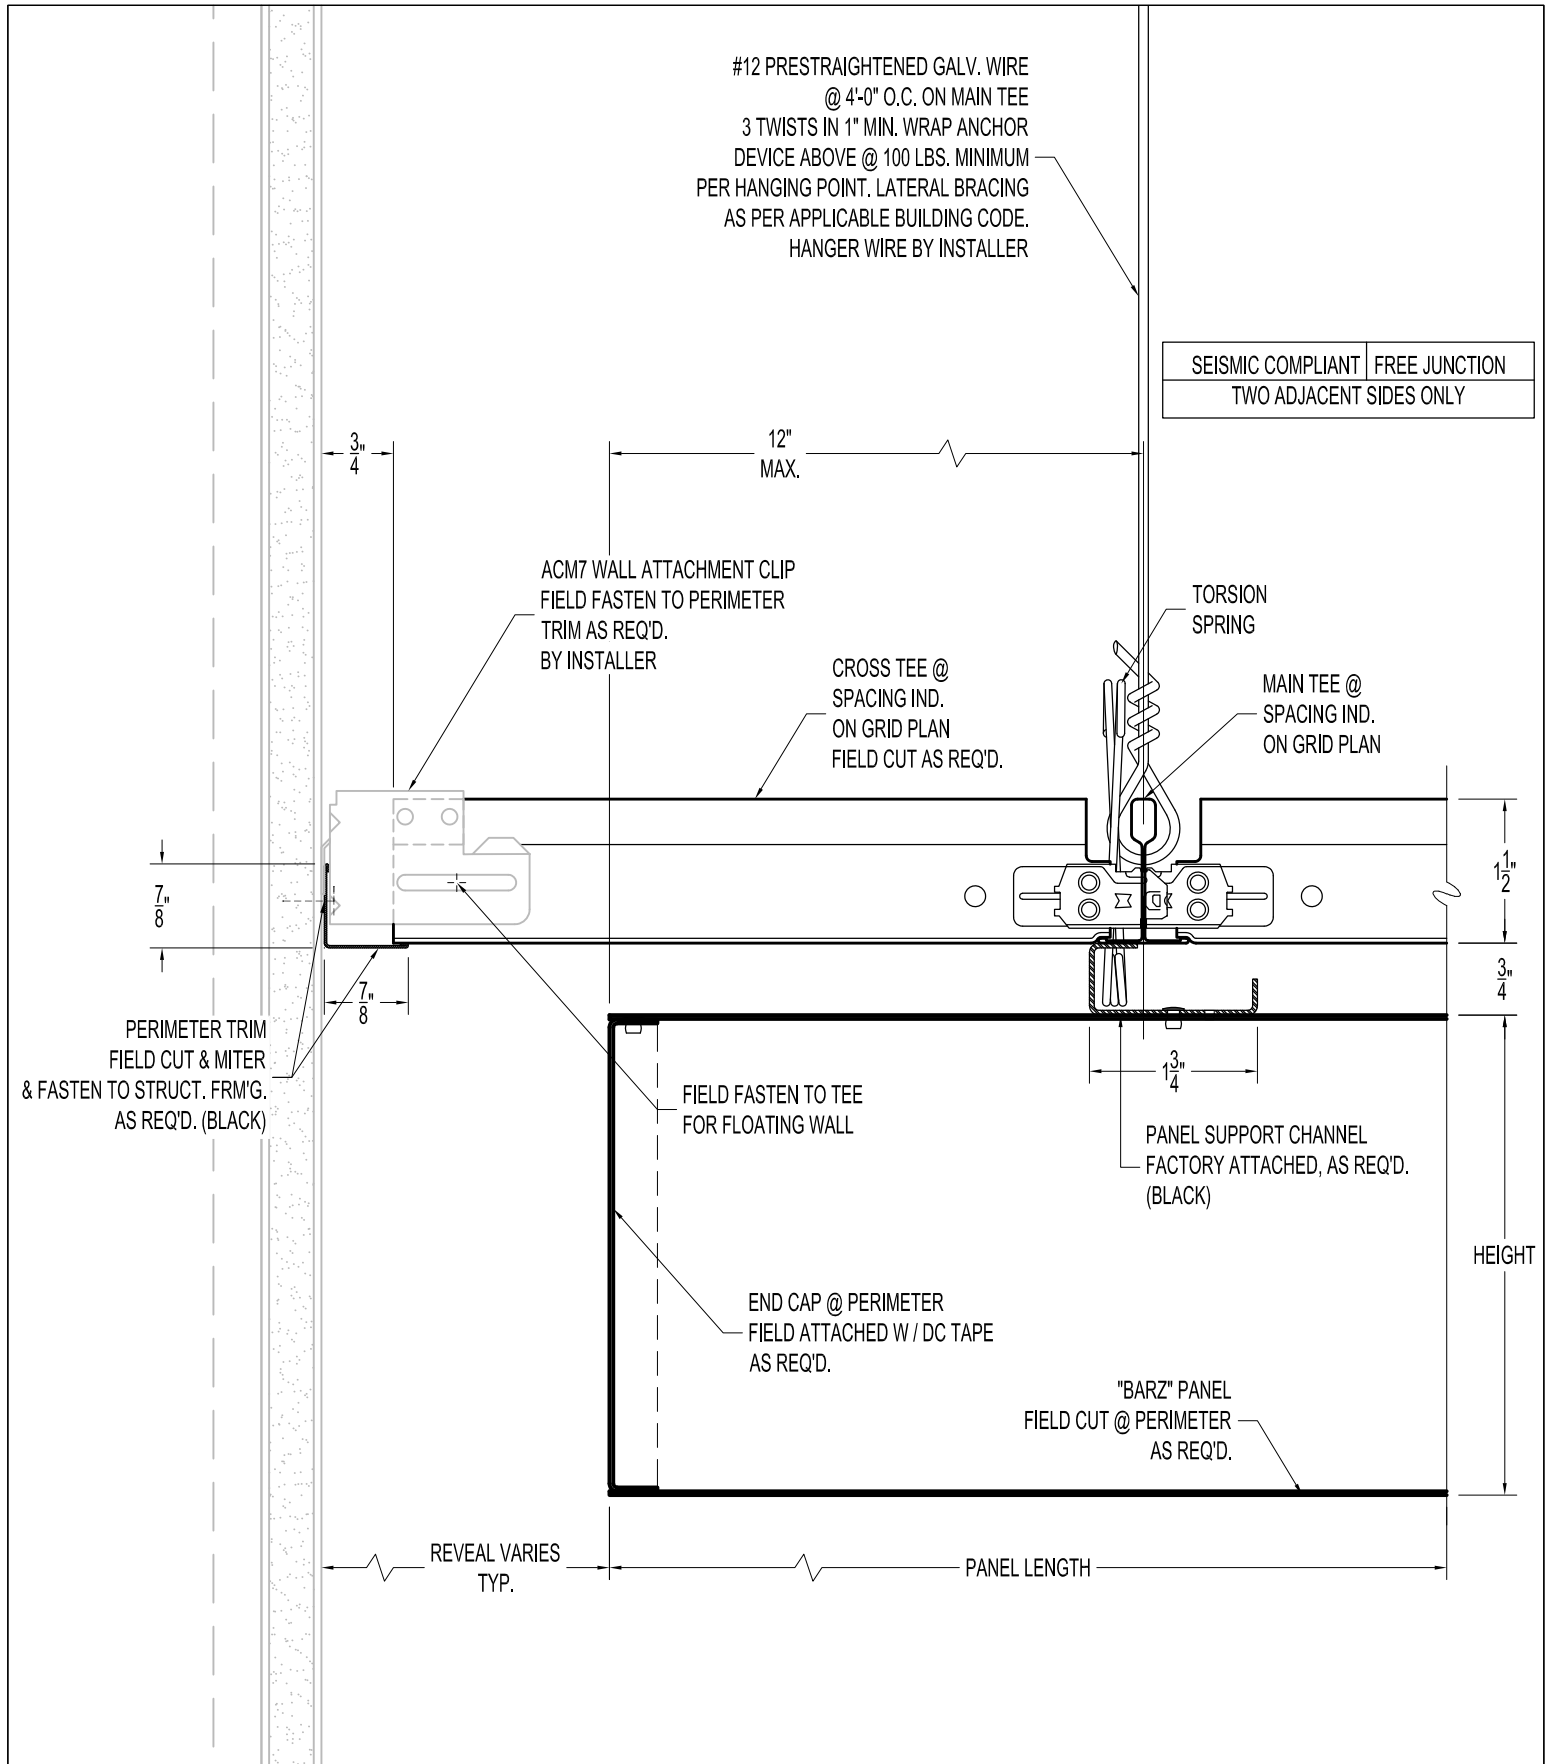 #12 PRESTRAIGHTENED GALV. WIRE
@ 4'-0" O.C. ON MAIN TEE
3 TWISTS IN 1" MIN. WRAP ANCHOR
DEVICE ABOVE @ 100 LBS. MINIMUM
PER HANGING POINT. LATERAL BRACING
AS PER APPLICABLE BUILDING CODE.
HANGER WIRE BY INSTALLER
SEISMIC COMPLIANT FREE JUNCTION
TWO ADJACENT SIDES ONLY
3/4"
12"
MAX.
ACM7 WALL ATTACHMENT CLIP
FIELD FASTEN TO PERIMETER
TRIM AS REQ'D.
BY INSTALLER
TORSION
SPRING
CROSS TEE @
SPACING IND.
ON GRID PLAN
FIELD CUT AS REQ'D.
MAIN TEE @
SPACING IND.
ON GRID PLAN
7/8"
1 1/2"
7/8"
3/4"
PERIMETER TRIM
FIELD CUT & MITER
& FASTEN TO STRUCT. FRM'G.
AS REQ'D. (BLACK)
1 3/4"
FIELD FASTEN TO TEE
FOR FLOATING WALL
PANEL SUPPORT CHANNEL
FACTORY ATTACHED, AS REQ'D.
(BLACK)
HEIGHT
END CAP @ PERIMETER
FIELD ATTACHED W / DC TAPE
AS REQ'D.
"BARZ" PANEL
FIELD CUT @ PERIMETER
AS REQ'D.
REVEAL VARIES
TYP.
PANEL LENGTH